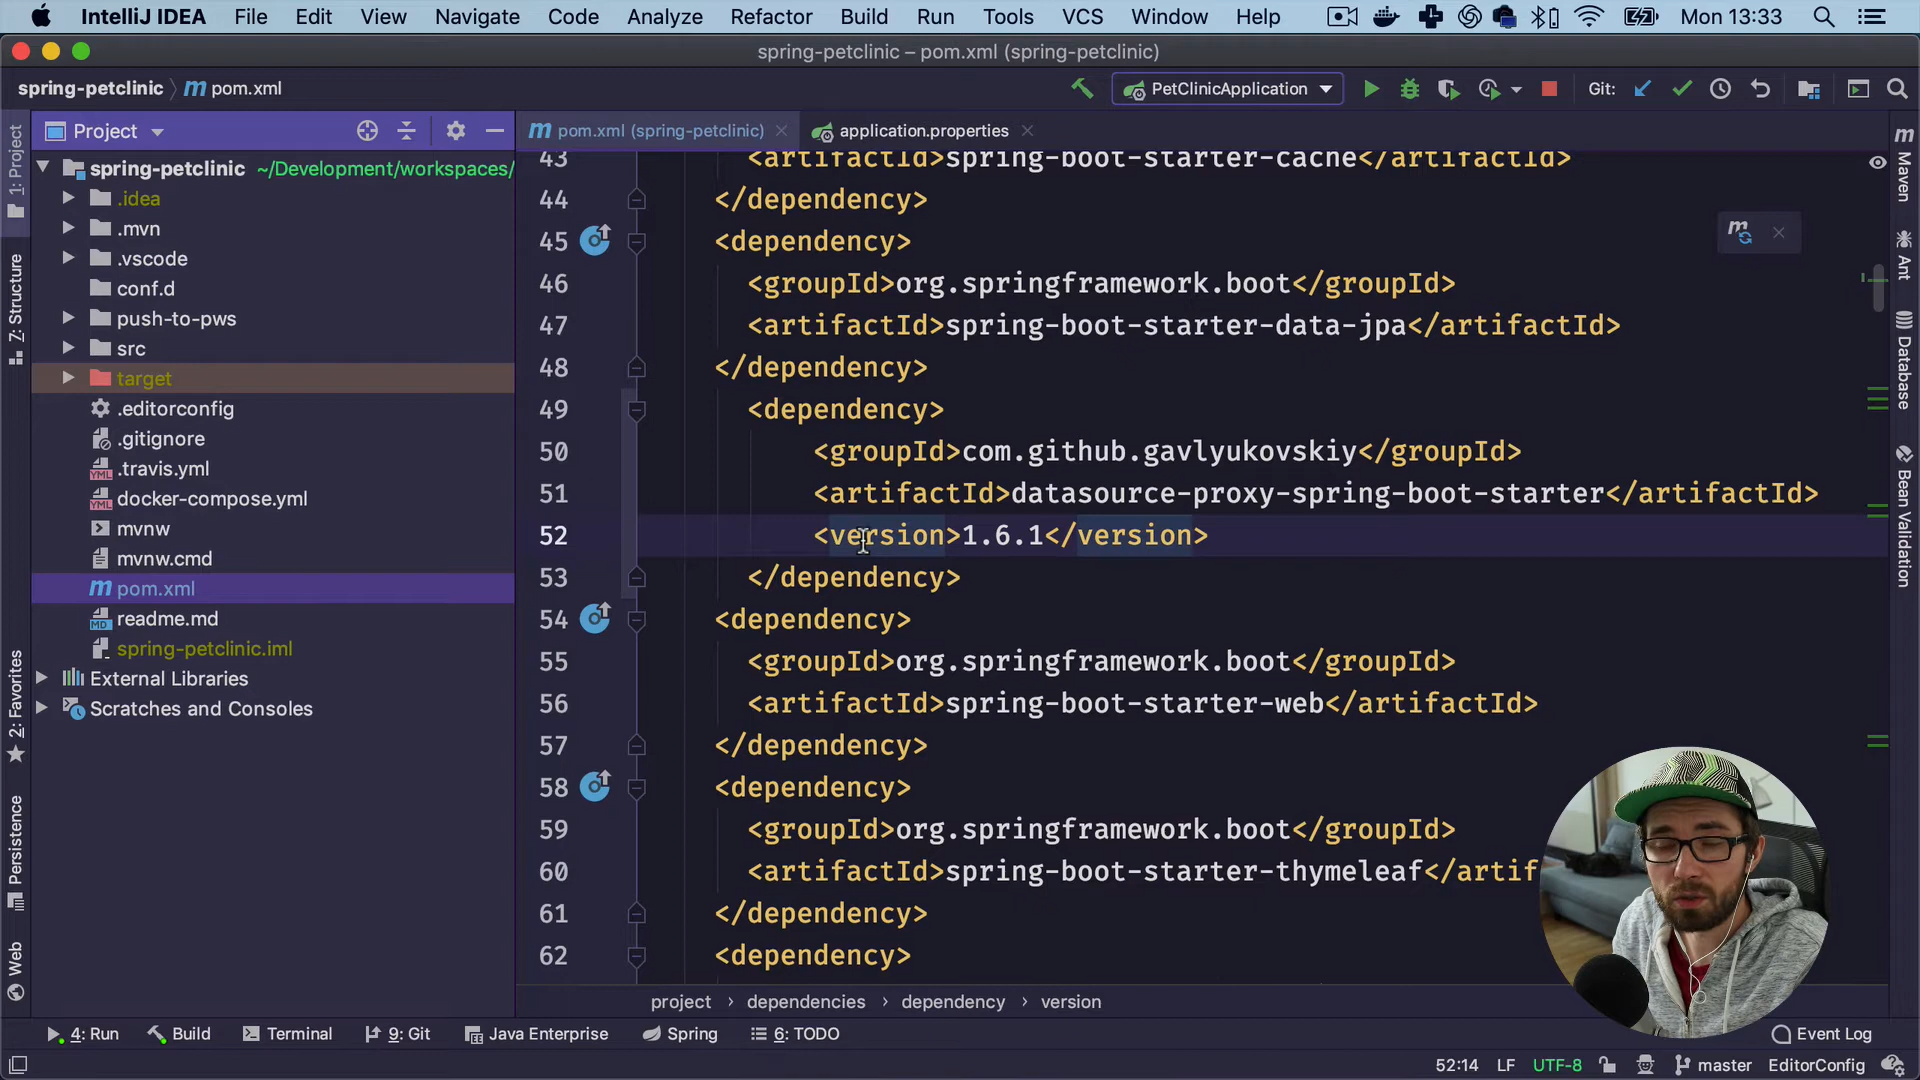 IntelliJ IDEA File Edit View Navigate Code Analyze Refactor Build Run Tools VCS Window Help Mon 13:33
spring-petclinic – pom.xml (spring-petclinic)
spring-petclinic pom.xml PetClinicApplication Git:
Project pom.xml (spring-petclinic) application.properties
spring-petclinic ~/Development/workspaces/
.idea
.mvn
.vscode
conf.d
push-to-pws
src
target
.editorconfig
.gitignore
.travis.yml
docker-compose.yml
mvnw
mvnw.cmd
pom.xml
readme.md
spring-petclinic.iml
External Libraries
Scratches and Consoles
1: Project
7: Structure
2: Favorites
Persistence
Web
43 <artifactId>spring-boot-starter-cache</artifactId>
44 </dependency>
45 <dependency>
46 <groupId>org.springframework.boot</groupId>
47 <artifactId>spring-boot-starter-data-jpa</artifactId>
48 </dependency>
49 <dependency>
50 <groupId>com.github.gavlyukovskiy</groupId>
51 <artifactId>datasource-proxy-spring-boot-starter</artifactId>
52 <version>1.6.1</version>
53 </dependency>
54 <dependency>
55 <groupId>org.springframework.boot</groupId>
56 <artifactId>spring-boot-starter-web</artifactId>
57 </dependency>
58 <dependency>
59 <groupId>org.springframework.boot</groupId>
60 <artifactId>spring-boot-starter-thymeleaf</artif
61 </dependency>
62 <dependency>
Maven
Ant
Database
Bean Validation
project › dependencies › dependency › version
4: Run Build Terminal 9: Git Java Enterprise Spring 6: TODO Event Log
52:14 LF UTF-8 master EditorConfig